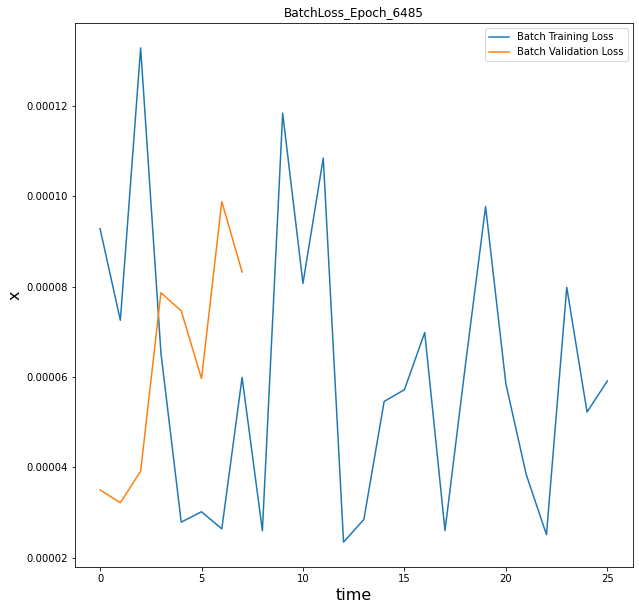 BatchLoss_Epoch_6485
Batch Training Loss
Batch Validation Loss
0.00012
0.00010
0.00008
0.00006
0.00004
0.00002
x
0 5 10 15 20 25
time